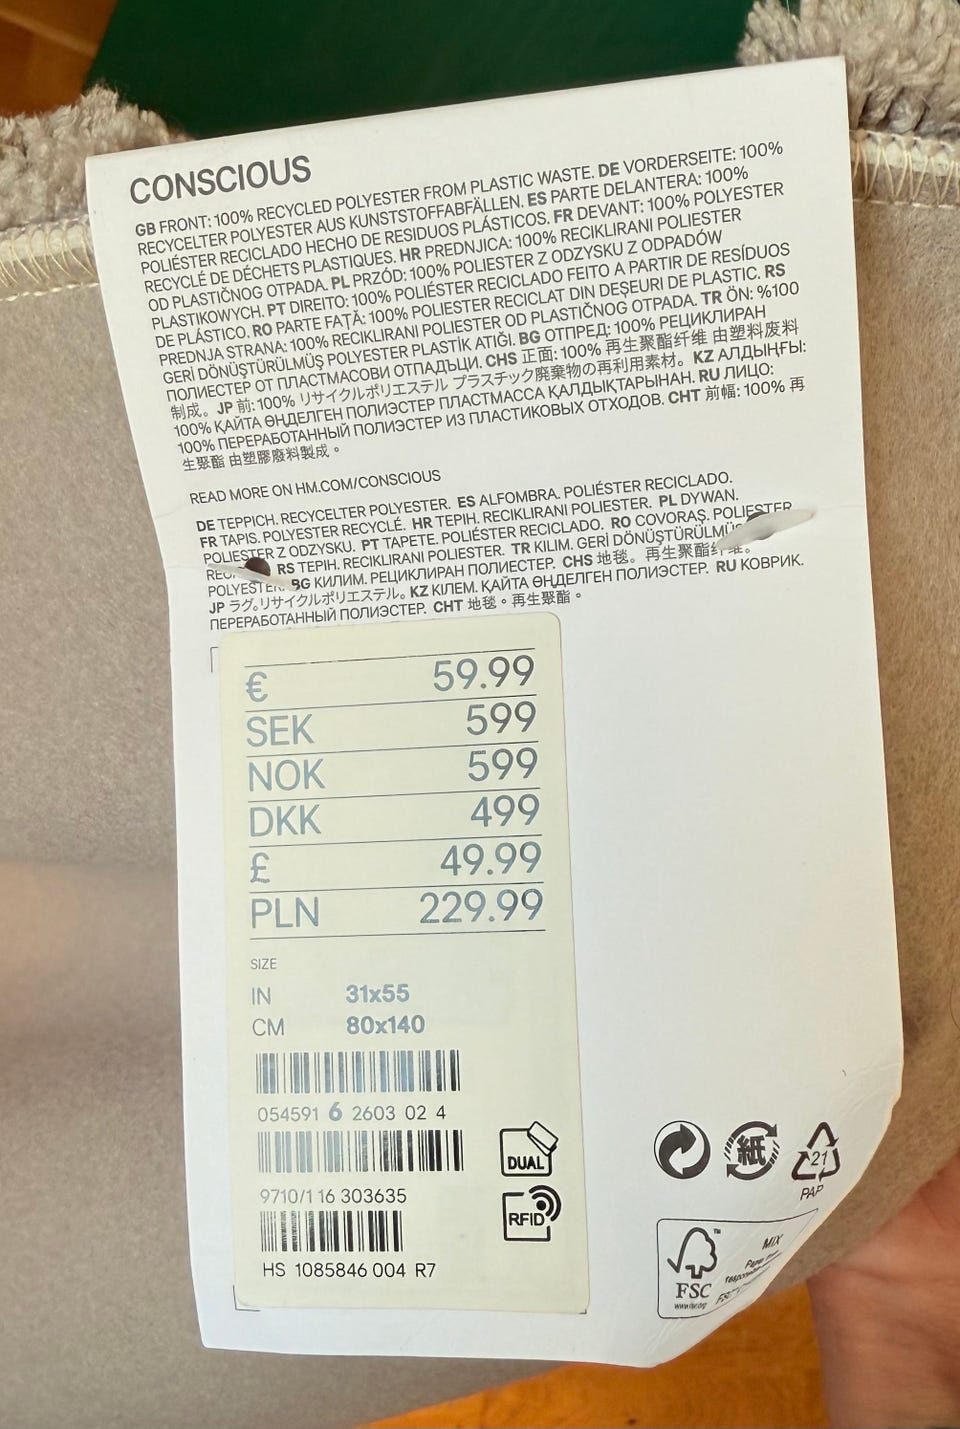 CONSCIOUS
GB FRONT: 100% RECYCLED POLYESTER FROM PLASTIC WASTE. DE VORDERSEITE: 100%
RECYCELTER POLYESTER AUS KUNSTSTOFFABFÄLLEN. ES PARTE DELANTERA: 100%
POLIÉSTER RECICLADO HECHO DE RESIDUOS PLÁSTICOS. FR DEVANT: 100% POLYESTER
RECYCLÉ DE DÉCHETS PLASTIQUES. HR PREDNJICA: 100% RECIKLIRANI POLIESTER
OD PLASTIČNOG OTPADA. PL PRZÓD: 100% POLIESTER Z ODZYSKU Z ODPADÓW
PLASTIKOWYCH. PT DIREITO: 100% POLIÉSTER RECICLADO FEITO A PARTIR DE RESÍDUOS
DE PLÁSTICO. RO PARTE FAȚĂ: 100% POLIESTER RECICLAT DIN DEȘEURI DE PLASTIC. RS
PREDNJA STRANA: 100% RECIKLIRANI POLIESTER OD PLASTIČNOG OTPADA. TR ÖN: %100
GERİ DÖNÜŞTÜRÜLMÜŞ POLYESTER PLASTİK ATIĞI. BG ОТПРЕД: 100% РЕЦИКЛИРАН
ПОЛИЕСТЕР ОТ ПЛАСТМАСОВИ ОТПАДЪЦИ. CHS 正面: 100% 再生聚酯纤维 由塑料废料
制成。JP 前: 100% リサイクルポリエステル プラスチック廃棄物の再利用素材。KZ АЛДЫҢҒЫ:
100% ҚАЙТА ӨҢДЕЛГЕН ПОЛИЭСТЕР ПЛАСТМАССА ҚАЛДЫҚТАРЫНАН. RU ЛИЦО:
100% ПЕРЕРАБОТАННЫЙ ПОЛИЭСТЕР ИЗ ПЛАСТИКОВЫХ ОТХОДОВ. CHT 前幅: 100% 再
生聚酯 由塑膠廢料製成。
READ MORE ON HM.COM/CONSCIOUS
DE TEPPICH. RECYCELTER POLYESTER. ES ALFOMBRA. POLIÉSTER RECICLADO.
FR TAPIS. POLYESTER RECYCLÉ. HR TEPIH. RECIKLIRANI POLIESTER. PL DYWAN.
POLIESTER Z ODZYSKU. PT TAPETE. POLIÉSTER RECICLADO. RO COVORAȘ. POLIESTER
RS TEPIH. RECIKLIRANI POLIESTER. TR KILIM. GERİ DÖNÜŞTÜRÜLMÜŞ
POLYESTER. BG КИЛИМ. РЕЦИКЛИРАН ПОЛИЕСТЕР. CHS 地毯。再生聚酯纤维。
JP ラグ。リサイクルポリエステル。KZ КІЛЕМ. ҚАЙТА ӨҢДЕЛГЕН ПОЛИЭСТЕР. RU КОВРИК.
ПЕРЕРАБОТАННЫЙ ПОЛИЭСТЕР. CHT 地毯。再生聚酯。
€ 59.99
SEK 599
NOK 599
DKK 499
£ 49.99
PLN 229.99
SIZE
IN 31x55
CM 80x140
054591 6 2603 02 4
DUAL
9710/1 16 303635
RFID
HS 1085846 004 R7
紙
21
PAP
FSC™
www.fsc.org
MIX